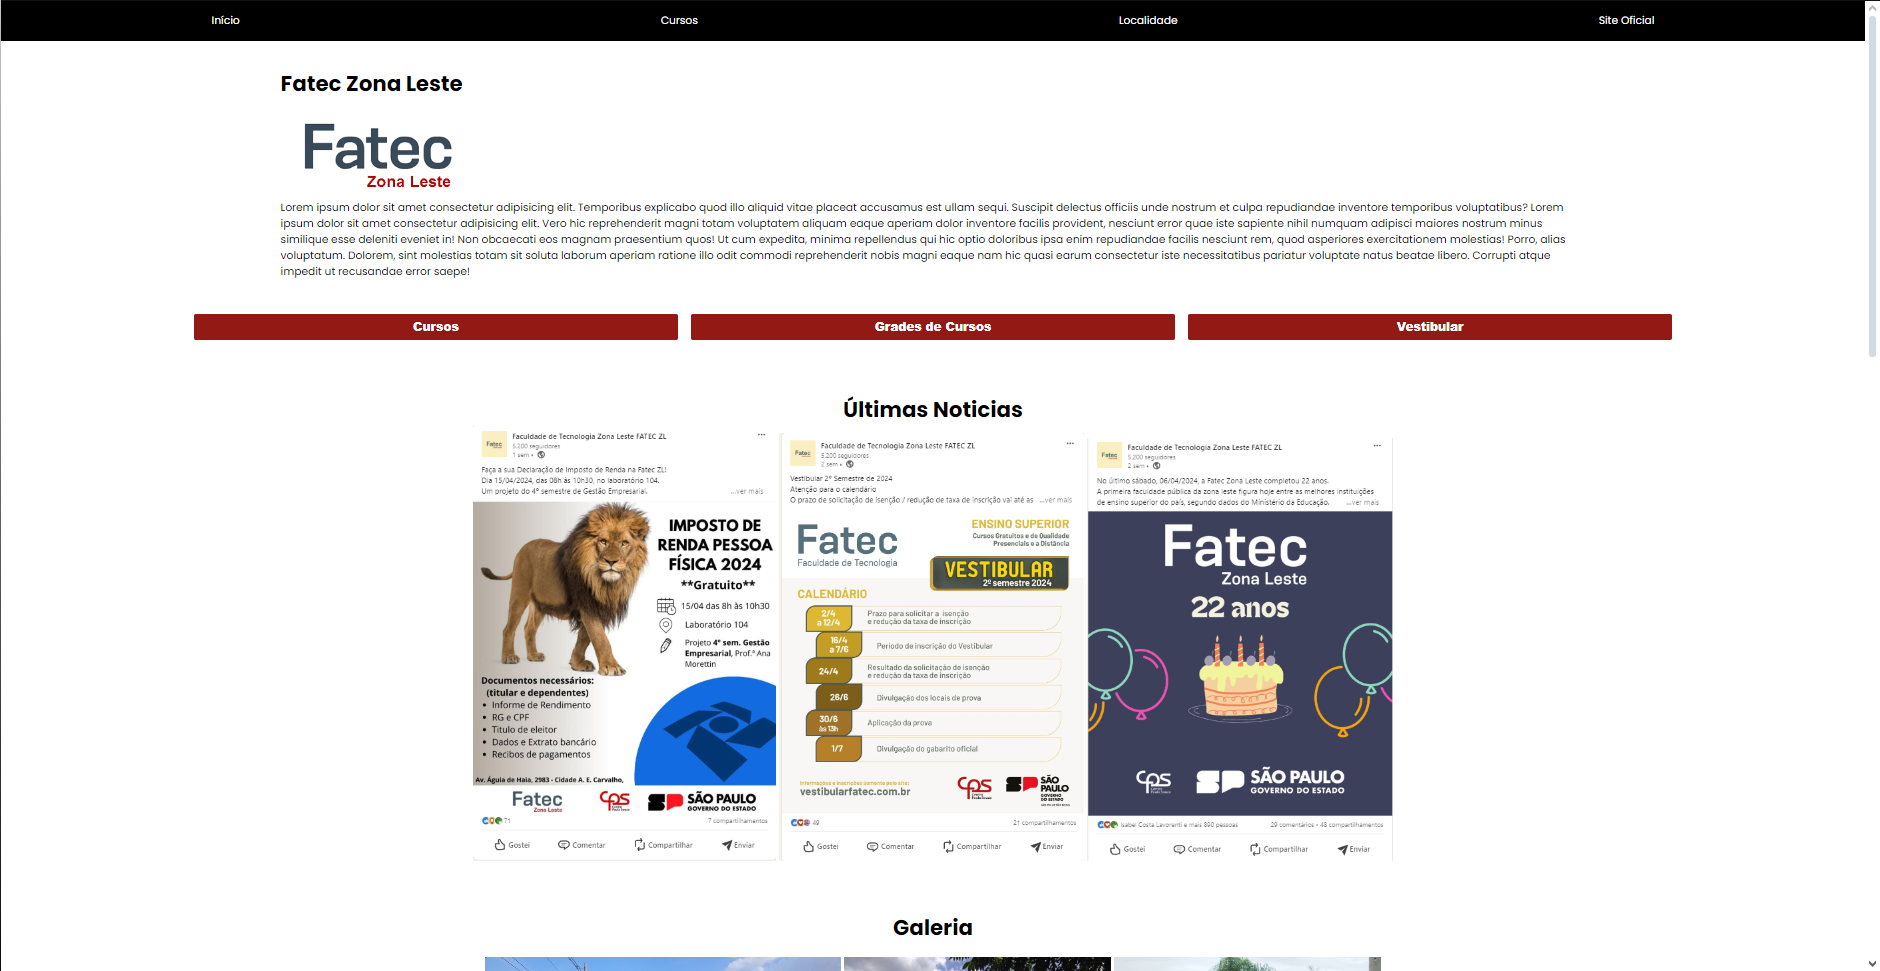 Início
Cursos
Localidade
Site Oficial
Fatec Zona Leste
Fatec
Zona Leste
Lorem ipsum dolor sit amet consectetur adipisicing elit. Temporibus explicabo quod illo aliquid vitae placeat accusamus est ullam sequi. Suscipit delectus officiis unde nostrum et culpa repudiandae inventore temporibus voluptatibus? Lorem
ipsum dolor sit amet consectetur adipisicing elit. Vero hic reprehenderit magni totam voluptatem aliquam eaque aperiam dolor inventore facilis provident, nesciunt error quae iste sapiente nihil numquam adipisci maiores nostrum minus
similique esse deleniti eveniet in! Non obcaecati eos magnam praesentium quos! Ut cum expedita, minima repellendus qui hic optio doloribus ipsa enim repudiandae facilis nesciunt rem, quod asperiores exercitationem molestias! Porro, alias
voluptatum. Dolorem, sint molestias totam sit soluta laborum aperiam ratione illo odit commodi reprehenderit nobis magni eaque nam hic quasi earum consectetur iste necessitatibus pariatur voluptate natus beatae libero. Corrupti atque
impedit ut recusandae error saepe!
Cursos
Grades de Cursos
Vestibular
Últimas Noticias
Fatec
Faculdade de Tecnologia Zona Leste FATEC ZL
5.200 seguidores
1 sem •
Faça a sua Declaração de Imposto de Renda na Fatec ZL!
Dia 15/04/2024, das 08h às 10h30, no laboratório 104.
Um projeto do 4º semestre de Gestão Empresarial.
...ver mais
IMPOSTO DE
RENDA PESSOA
FÍSICA 2024
**Gratuito**
15/04 das 8h às 10h30
Laboratório 104
Projeto 4º sem. Gestão
Empresarial, Prof.ª Ana
Morettin
Documentos necessários:
(titular e dependentes)
• Informe de Rendimento
• RG e CPF
• Titulo de eleitor
• Dados e Extrato bancário
• Recibos de pagamentos
Av. Águia de Haia, 2983 - Cidade A. E. Carvalho,
Fatec
Zona Leste
CPS
SP
SÃO PAULO
GOVERNO DO ESTADO
71
7 compartilhamentos
Gostei
Comentar
Compartilhar
Enviar
Fatec
Faculdade de Tecnologia Zona Leste FATEC ZL
5.200 seguidores
2 sem •
Vestibular 2º Semestre de 2024
Atenção para o calendário
O prazo de solicitação de isenção / redução de taxa de inscrição vai até as ...ver mais
Fatec
Faculdade de Tecnologia
ENSINO SUPERIOR
Cursos Gratuitos e de Qualidade
Presenciais e a Distância
VESTIBULAR
2º semestre 2024
CALENDÁRIO
2/4
a 12/4
Prazo para solicitar a isenção
e redução da taxa de inscrição
16/4
a 7/6
Período de inscrição do Vestibular
24/4
Resultado da solicitação de isenção
e redução da taxa de inscrição
26/6
Divulgação dos locais de prova
30/6
às 13h
Aplicação da prova
1/7
Divulgação do gabarito oficial
Informações e inscrições somente pelo site:
vestibularfatec.com.br
CPS
SP
SÃO
PAULO
GOVERNO
DO ESTADO
49
21 compartilhamentos
Gostei
Comentar
Compartilhar
Enviar
Fatec
Faculdade de Tecnologia Zona Leste FATEC ZL
5.200 seguidores
2 sem •
No último sábado, 06/04/2024, a Fatec Zona Leste completou 22 anos.
A primeira faculdade pública da zona leste figura hoje entre as melhores instituições
de ensino superior do país, segundo dados do Ministério da Educação.
...ver mais
Fatec
Zona Leste
22 anos
CPS
SP
SÃO PAULO
GOVERNO DO ESTADO
Isabel Costa Lavorenti e mais 390 pessoas
29 comentários • 43 compartilhamentos
Gostei
Comentar
Compartilhar
Enviar
Galeria